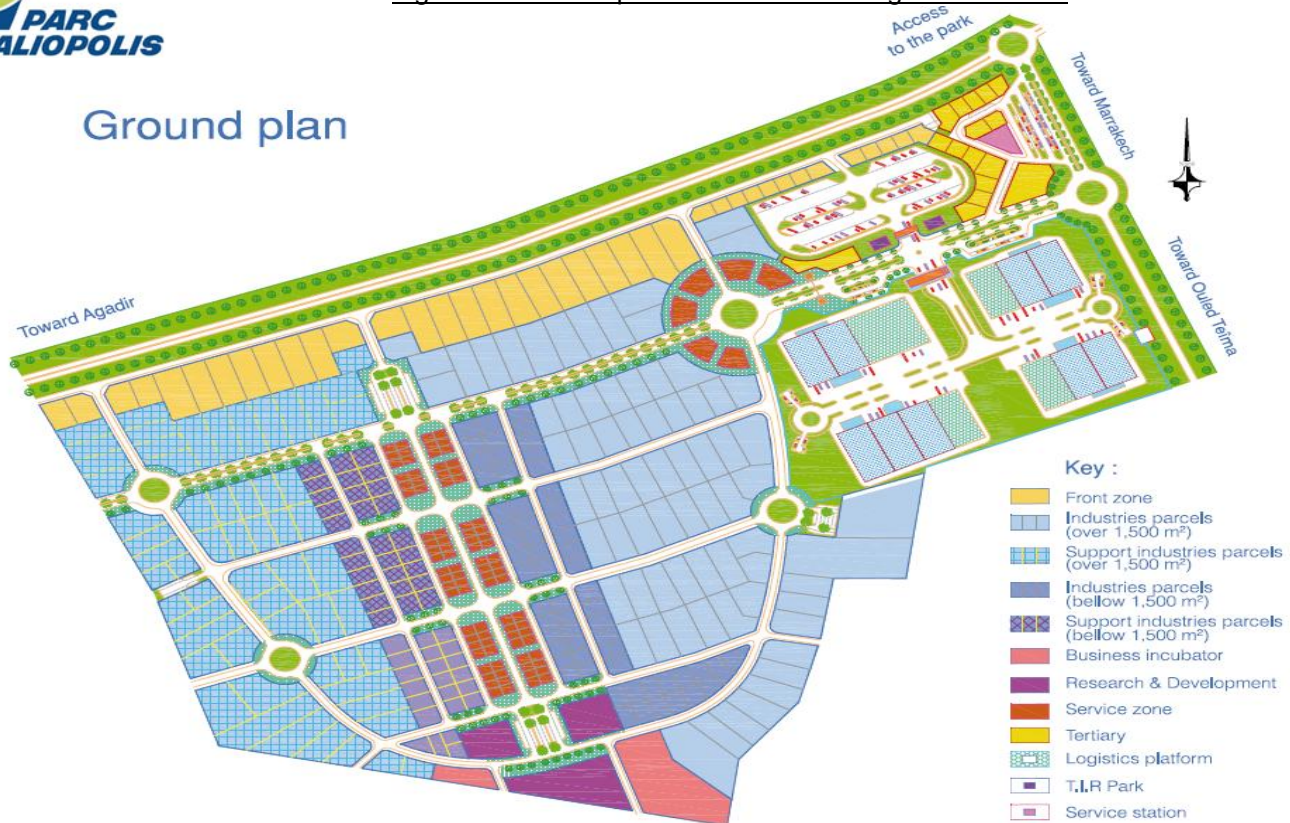 PARC
ALIOPOLIS
Ground plan
Access
to the park
Toward Marrakech
Toward Ouled Teïma
Toward Agadir
Key :
Front zone
Industries parcels
(over 1,500 m²)
Support industries parcels
(over 1,500 m²)
Industries parcels
(bellow 1,500 m²)
Support industries parcels
(bellow 1,500 m²)
Business incubator
Research & Development
Service zone
Tertiary
Logistics platform
T.I.R Park
Service station